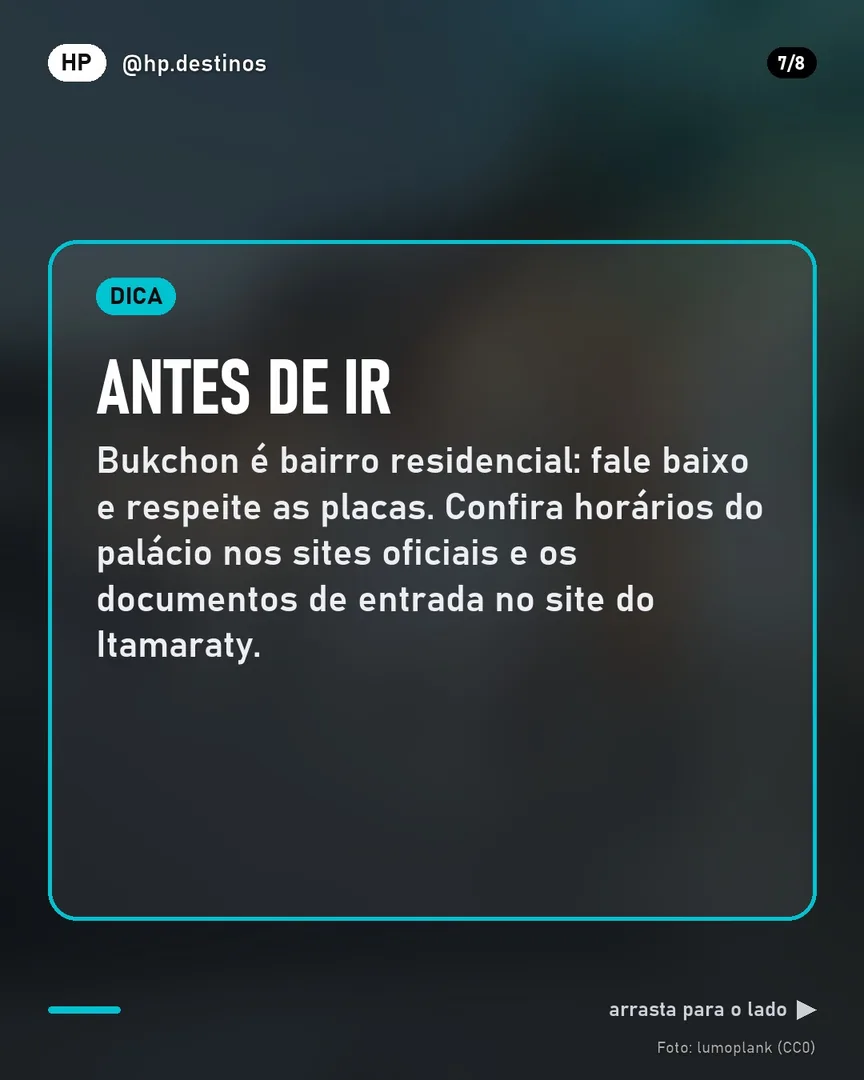 HP @hp.destinos
7/8
DICA
ANTES DE IR
Bukchon é bairro residencial: fale baixo
e respeite as placas. Confira horários do
palácio nos sites oficiais e os
documentos de entrada no site do
Itamaraty.
arrasta para o lado ▶
Foto: lumoplank (CC0)